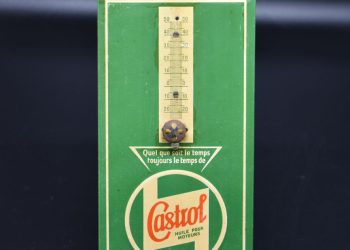 Quel que soit le temps
toujours le temps de
Castrol
HUILE POUR
MOTEURS